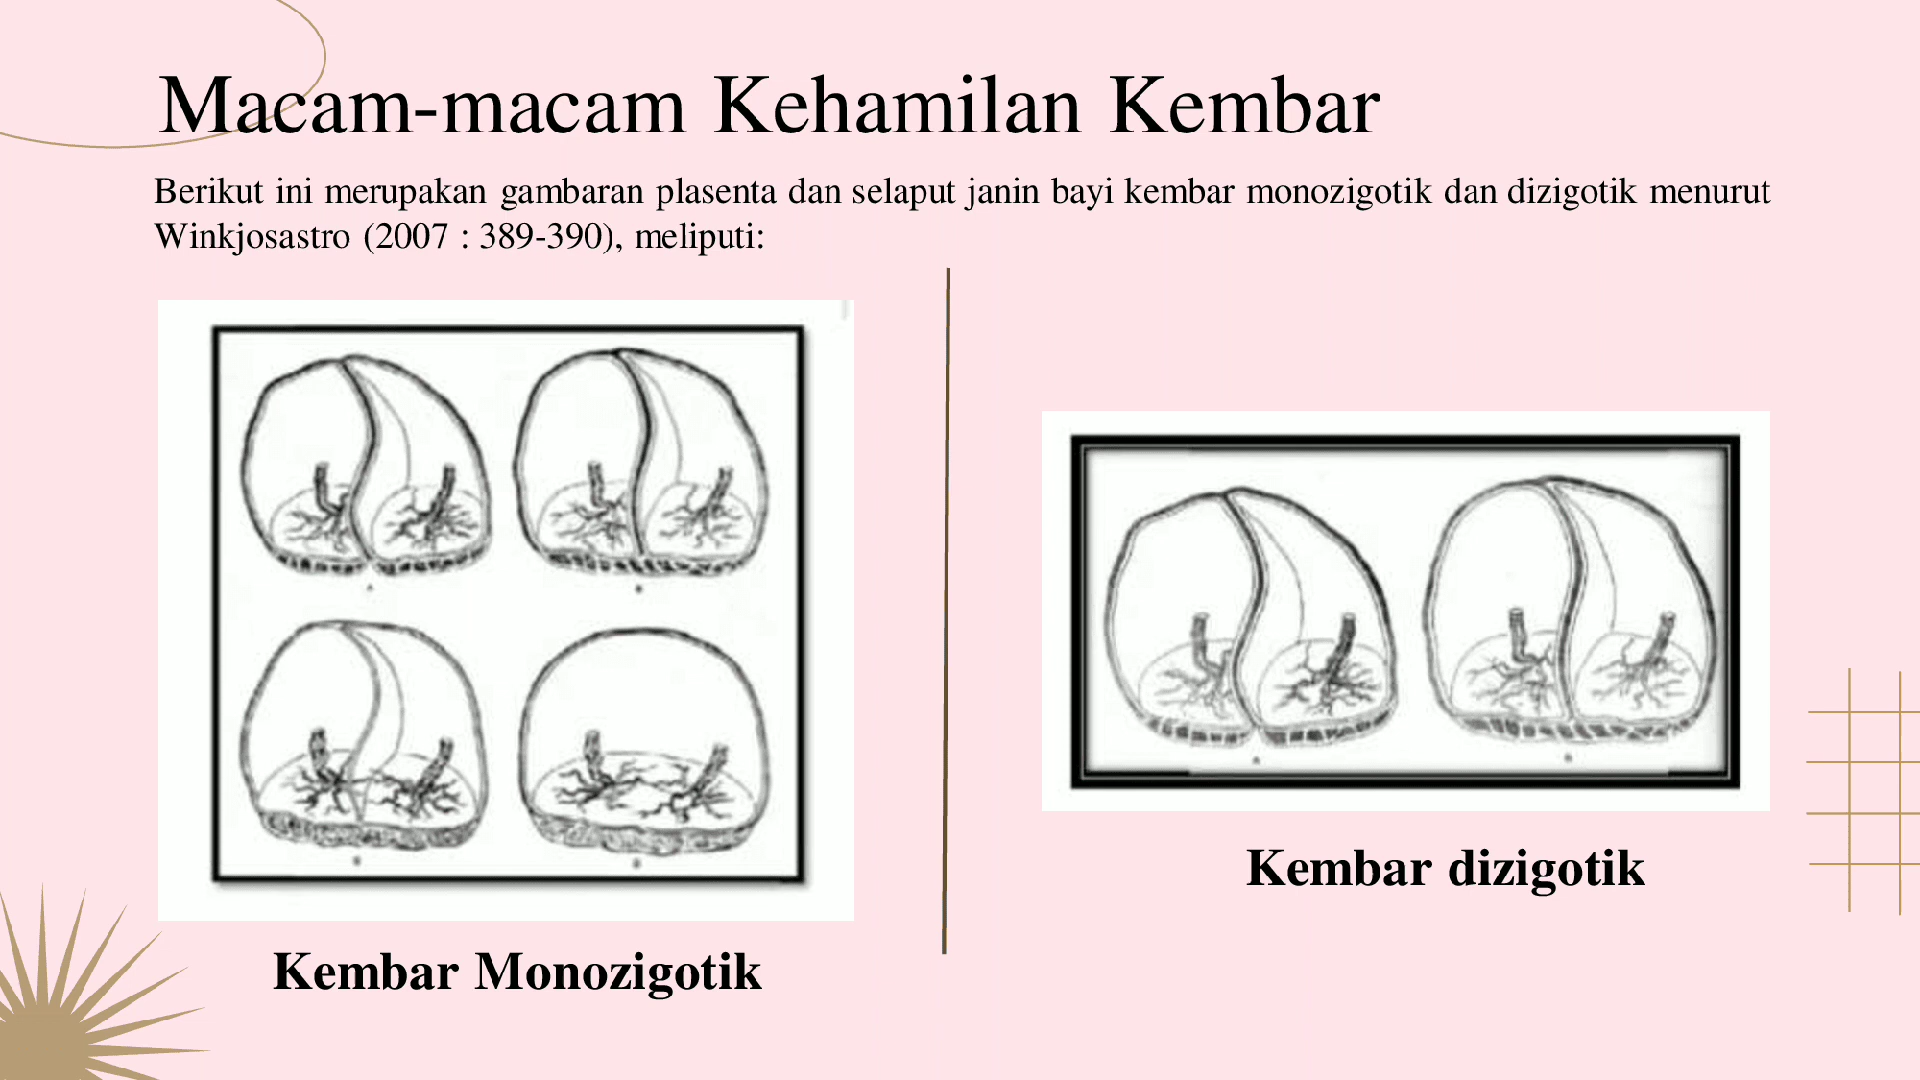 Macam-macam Kehamilan Kembar
Berikut ini merupakan gambaran plasenta dan selaput janin bayi kembar monozigotik dan dizigotik menurut
Winkjosastro (2007 : 389-390), meliputi:
Kembar Monozigotik
Kembar dizigotik